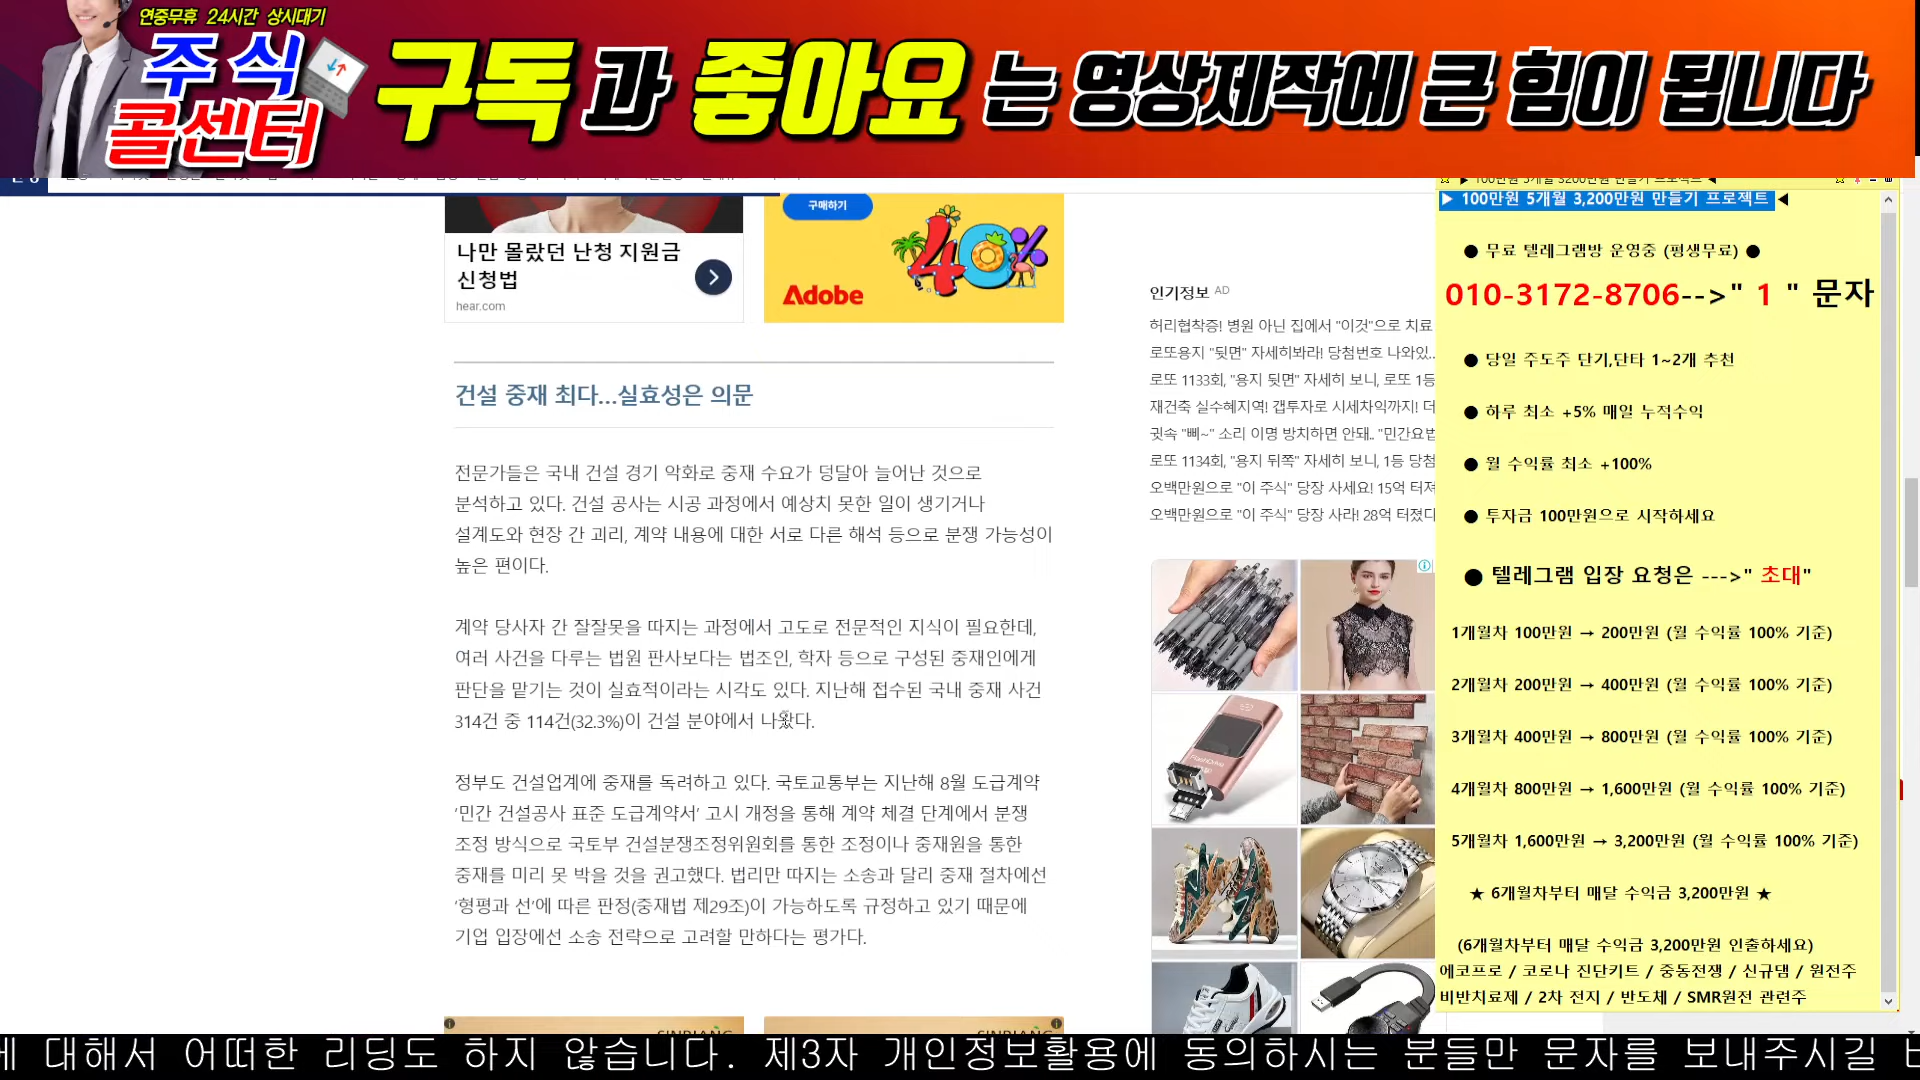 연중무휴 24시간 상시대기
주식
콜센터
구독과 좋아요는 영상제작에 큰 힘이 됩니다
나만 몰랐던 난청 지원금
신청법
hear.com
구매하기
40%
Adobe
건설 중재 최다…실효성은 의문
전문가들은 국내 건설 경기 악화로 중재 수요가 덩달아 늘어난 것으로
분석하고 있다. 건설 공사는 시공 과정에서 예상치 못한 일이 생기거나
설계도와 현장 간 괴리, 계약 내용에 대한 서로 다른 해석 등으로 분쟁 가능성이
높은 편이다.
계약 당사자 간 잘잘못을 따지는 과정에서 고도로 전문적인 지식이 필요한데,
여러 사건을 다루는 법원 판사보다는 법조인, 학자 등으로 구성된 중재인에게
판단을 맡기는 것이 실효적이라는 시각도 있다. 지난해 접수된 국내 중재 사건
314건 중 114건(32.3%)이 건설 분야에서 나왔다.
정부도 건설업계에 중재를 독려하고 있다. 국토교통부는 지난해 8월 도급계약
‘민간 건설공사 표준 도급계약서’ 고시 개정을 통해 계약 체결 단계에서 분쟁
조정 방식으로 국토부 건설분쟁조정위원회를 통한 조정이나 중재원을 통한
중재를 미리 못 박을 것을 권고했다. 법리만 따지는 소송과 달리 중재 절차에선
‘형평과 선’에 따른 판정(중재법 제29조)이 가능하도록 규정하고 있기 때문에
기업 입장에선 소송 전략으로 고려할 만하다는 평가다.
인기정보 AD
허리협착증! 병원 아닌 집에서 "이것"으로 치료
로또용지 "뒷면" 자세히봐라! 당첨번호 나와있..
로또 1133회, "용지 뒷면" 자세히 보니, 로또 1등
재건축 실수혜지역! 갭투자로 시세차익까지! 더
귓속 "삐~" 소리 이명 방치하면 안돼.. "민간요법
로또 1134회, "용지 뒤쪽" 자세히 보니, 1등 당첨
오백만원으로 "이 주식" 당장 사세요! 15억 터져
오백만원으로 "이 주식" 당장 사라! 28억 터졌다
▶ 100만원 5개월 3200만원 만들기 프로젝트 ◀
▶ 100만원 5개월 3,200만원 만들기 프로젝트 ◀
● 무료 텔레그램방 운영중 (평생무료) ●
010-3172-8706-->" 1 " 문자
● 당일 주도주 단기,단타 1~2개 추천
● 하루 최소 +5% 매일 누적수익
● 월 수익률 최소 +100%
● 투자금 100만원으로 시작하세요
● 텔레그램 입장 요청은 --->" 초대"
1개월차 100만원 → 200만원 (월 수익률 100% 기준)
2개월차 200만원 → 400만원 (월 수익률 100% 기준)
3개월차 400만원 → 800만원 (월 수익률 100% 기준)
4개월차 800만원 → 1,600만원 (월 수익률 100% 기준)
5개월차 1,600만원 → 3,200만원 (월 수익률 100% 기준)
★ 6개월차부터 매달 수익금 3,200만원 ★
(6개월차부터 매달 수익금 3,200만원 인출하세요)
에코프로 / 코로나 진단키트 / 중동전쟁 / 신규댐 / 원전주
비반치료제 / 2차 전지 / 반도체 / SMR원전 관련주
에 대해서 어떠한 리딩도 하지 않습니다. 제3자 개인정보활용에 동의하시는 분들만 문자를 보내주시길